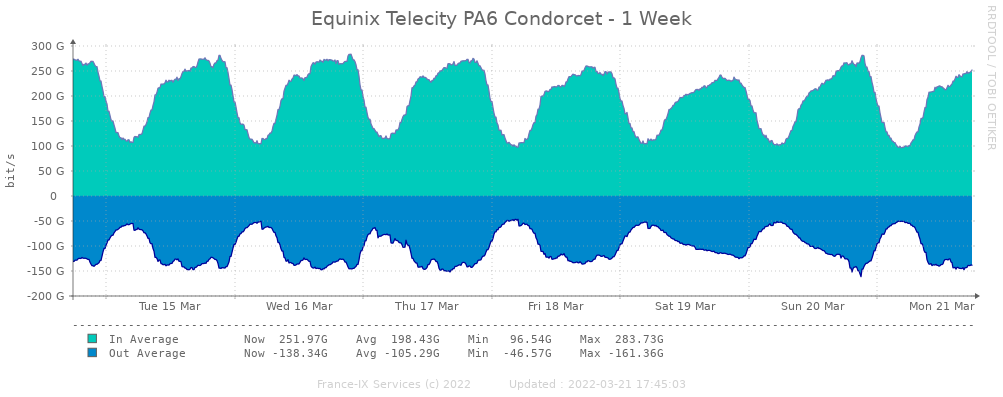 Equinix Telecity PA6 Condorcet - 1 Week
RRDTOOL / TOBI OETIKER
bit/s
300 G
250 G
200 G
150 G
100 G
50 G
0
-50 G
-100 G
-150 G
-200 G
Tue 15 Mar Wed 16 Mar Thu 17 Mar Fri 18 Mar Sat 19 Mar Sun 20 Mar Mon 21 Mar
In Average Now 251.97G Avg 198.43G Min 96.54G Max 283.73G
Out Average Now -138.34G Avg -105.29G Min -46.57G Max -161.36G
France-IX Services (c) 2022 Updated : 2022-03-21 17:45:03